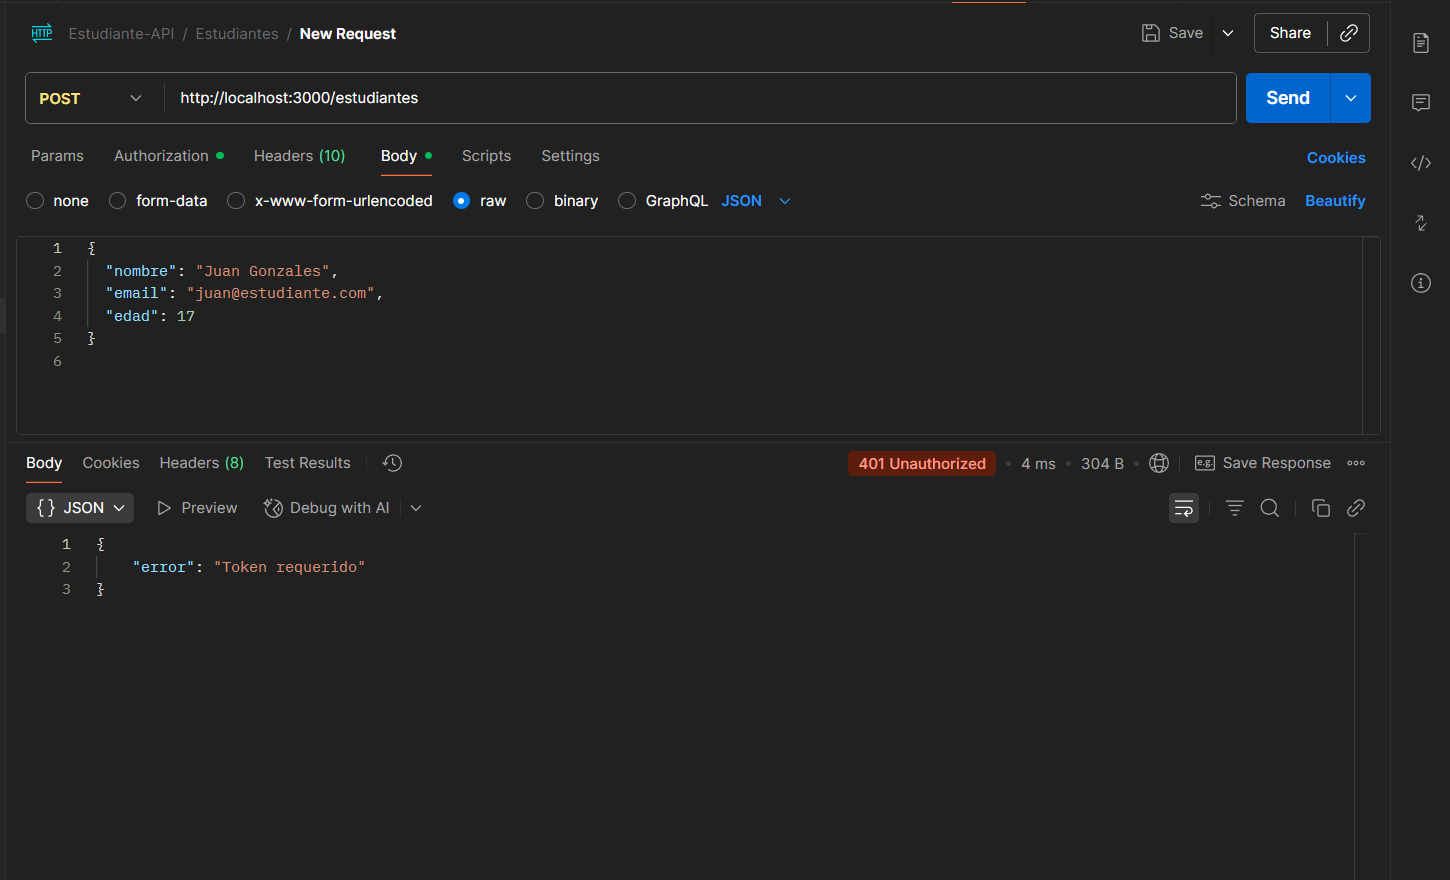 HTTP Estudiante-API / Estudiantes / New Request Save Share
POST http://localhost:3000/estudiantes Send
Params Authorization Headers (10) Body Scripts Settings Cookies
none form-data x-www-form-urlencoded raw binary GraphQL JSON Schema Beautify
1 {
2 "nombre": "Juan Gonzales",
3 "email": "juan@estudiante.com",
4 "edad": 17
5 }
6
Body Cookies Headers (8) Test Results 401 Unauthorized • 4 ms • 304 B • e.g. Save Response
{} JSON Preview Debug with AI
1 {
2 "error": "Token requerido"
3 }